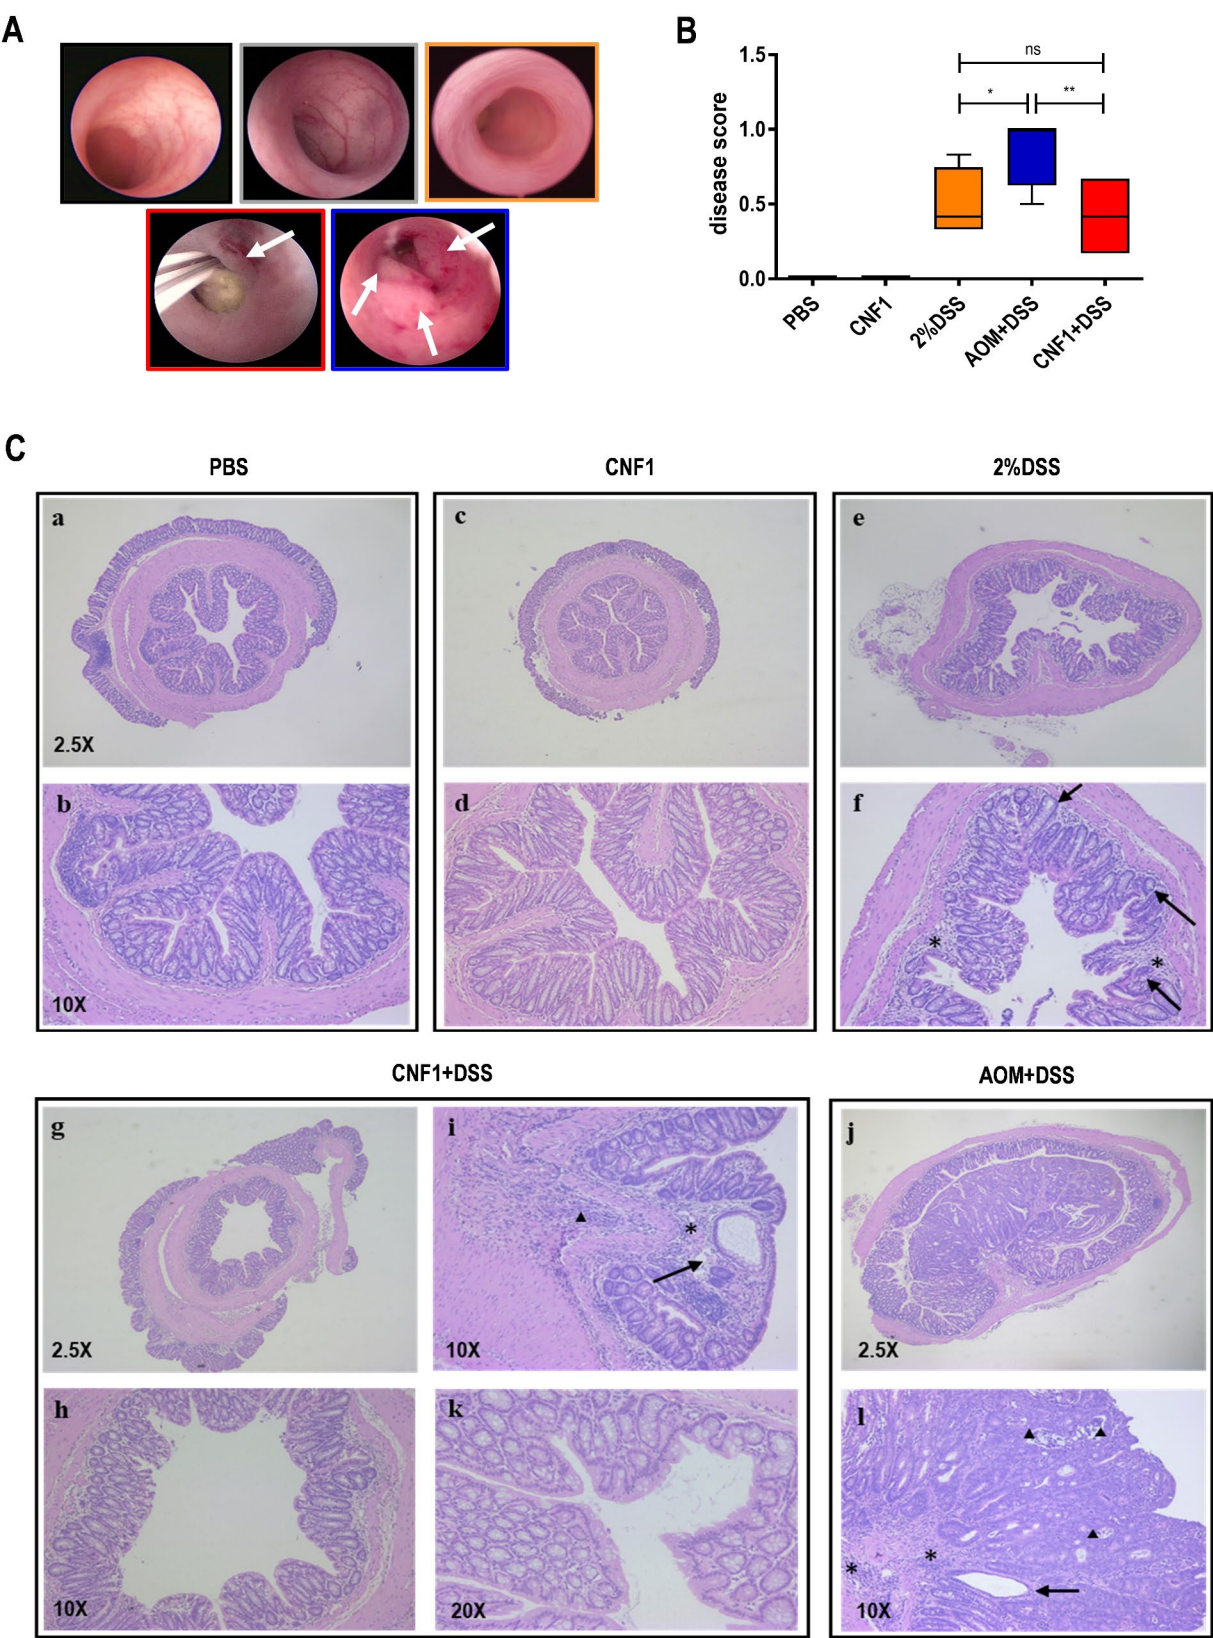 A
B
1.5
1.0
0.5
0.0
disease score
ns
*
**
PBS
CNF1
2%DSS
AOM+DSS
CNF1+DSS
C
PBS
CNF1
2%DSS
a
2.5X
c
e
b
10X
d
f
*
*
CNF1+DSS
AOM+DSS
g
2.5X
i
*
10X
j
2.5X
h
10X
k
20X
l
*
*
10X